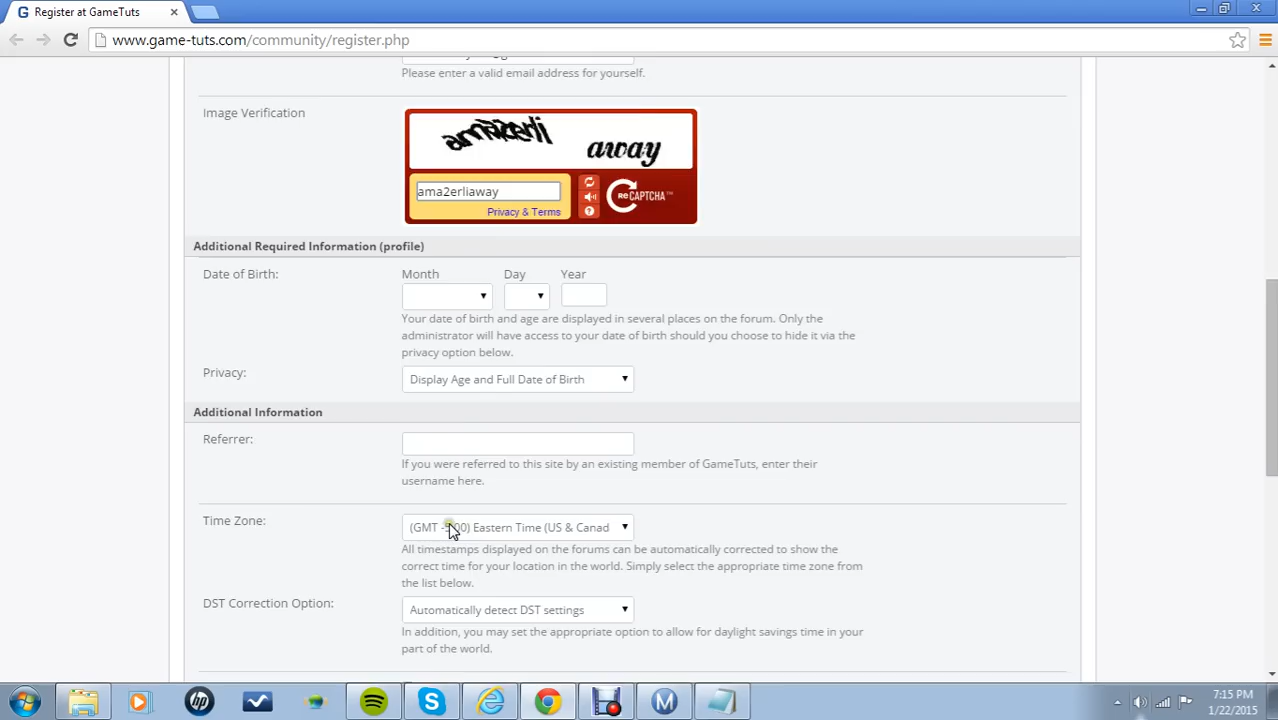 Register at GameTuts
www.game-tuts.com/community/register.php
Please enter a valid email address for yourself.
Image Verification
away
ama2erliaway
Privacy & Terms
RECAPTCHA™
Additional Required Information (profile)
Date of Birth:
Month Day Year
Your date of birth and age are displayed in several places on the forum. Only the
administrator will have access to your date of birth should you choose to hide it via the
privacy option below.
Privacy:
Display Age and Full Date of Birth
Additional Information
Referrer:
If you were referred to this site by an existing member of GameTuts, enter their
username here.
Time Zone:
(GMT -5:00) Eastern Time (US & Canad
All timestamps displayed on the forums can be automatically corrected to show the
correct time for your location in the world. Simply select the appropriate time zone from
the list below.
DST Correction Option:
Automatically detect DST settings
In addition, you may set the appropriate option to allow for daylight savings time in your
part of the world.
7:15 PM
1/22/2015